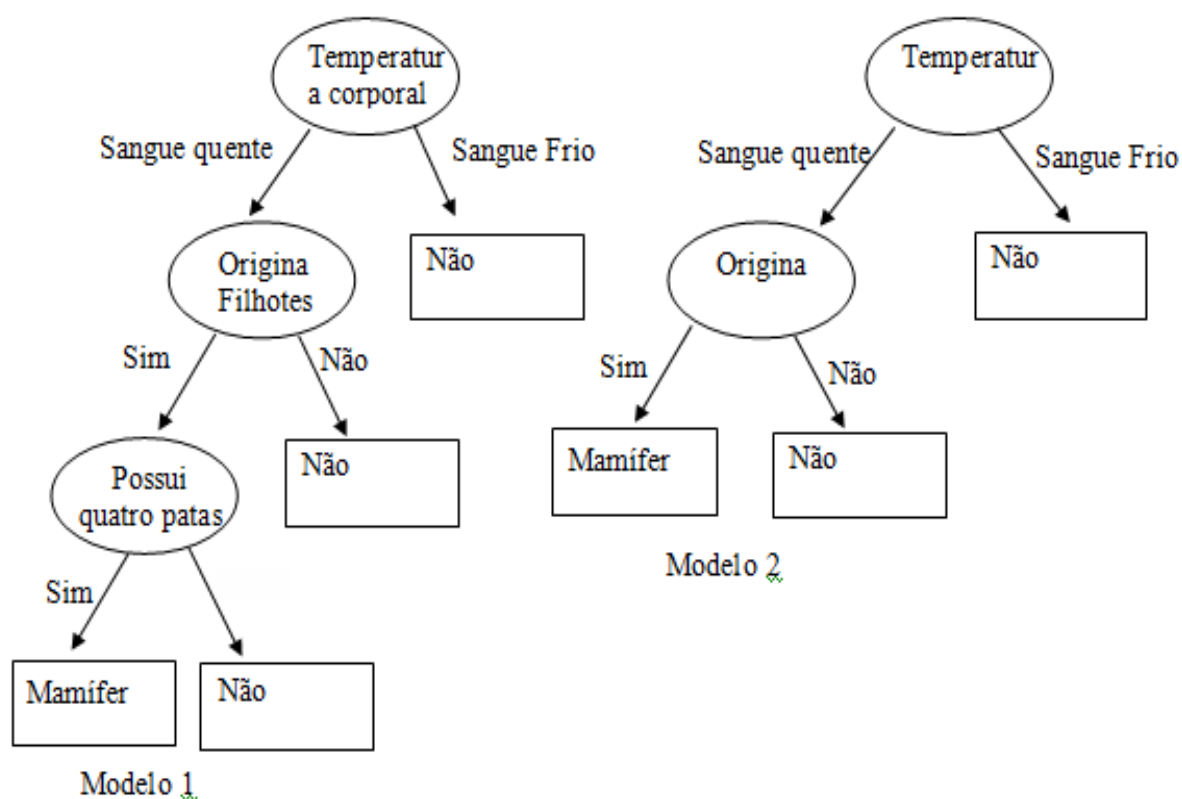 Temperatur
a corporal
Sangue quente
Sangue Frio
Origina
Filhotes
Não
Sim
Não
Possui
quatro patas
Não
Sim
Mamífer
Não
Modelo 1
Temperatur
Sangue quente
Sangue Frio
Origina
Não
Sim
Não
Mamífer
Não
Modelo 2